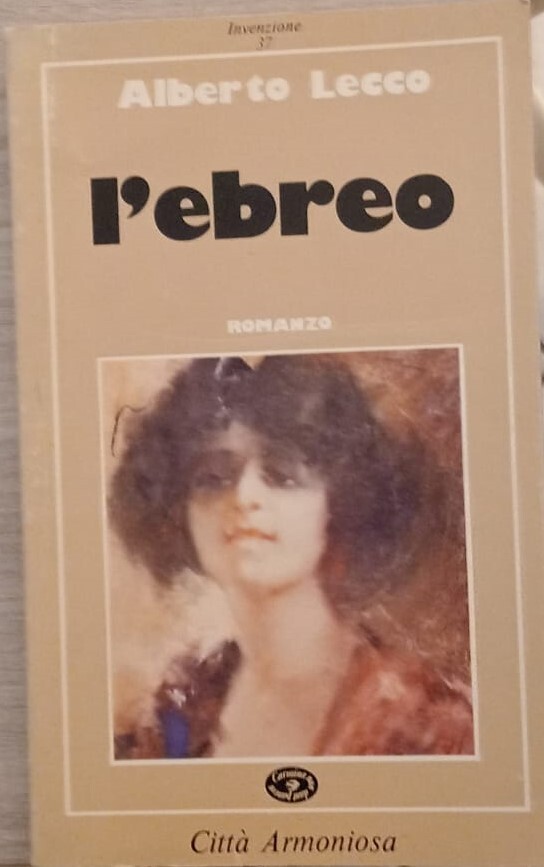 Invenzione
37
Alberto Lecco
l'ebreo
ROMANZO
Città Armoniosa